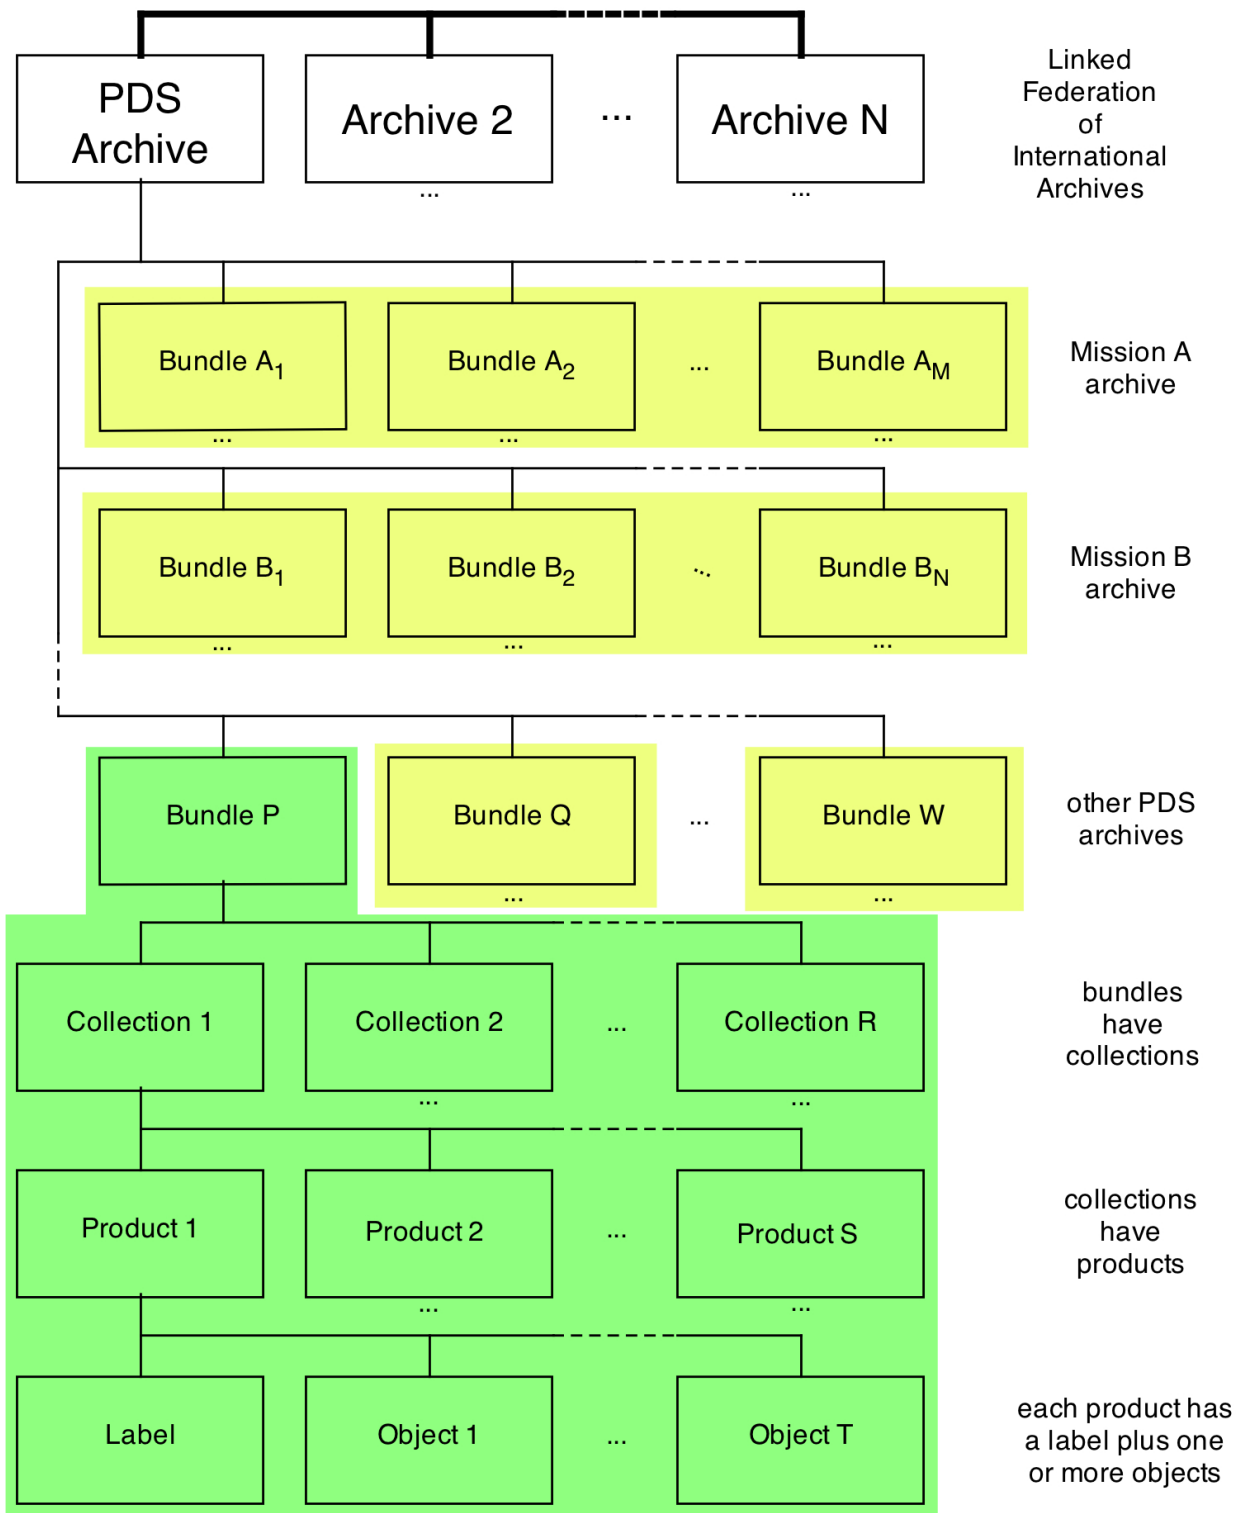 PDS
Archive
Archive 2
...
Archive N
Linked
Federation
of
International
Archives
...
...
Bundle A1
Bundle A2
...
Bundle AM
Mission A
archive
...
...
...
Bundle B1
Bundle B2
...
Bundle BN
Mission B
archive
...
...
...
Bundle P
Bundle Q
...
Bundle W
other PDS
archives
...
...
Collection 1
Collection 2
...
Collection R
bundles
have
collections
...
...
Product 1
Product 2
...
Product S
collections
have
products
...
...
Label
Object 1
...
Object T
each product has
a label plus one
or more objects